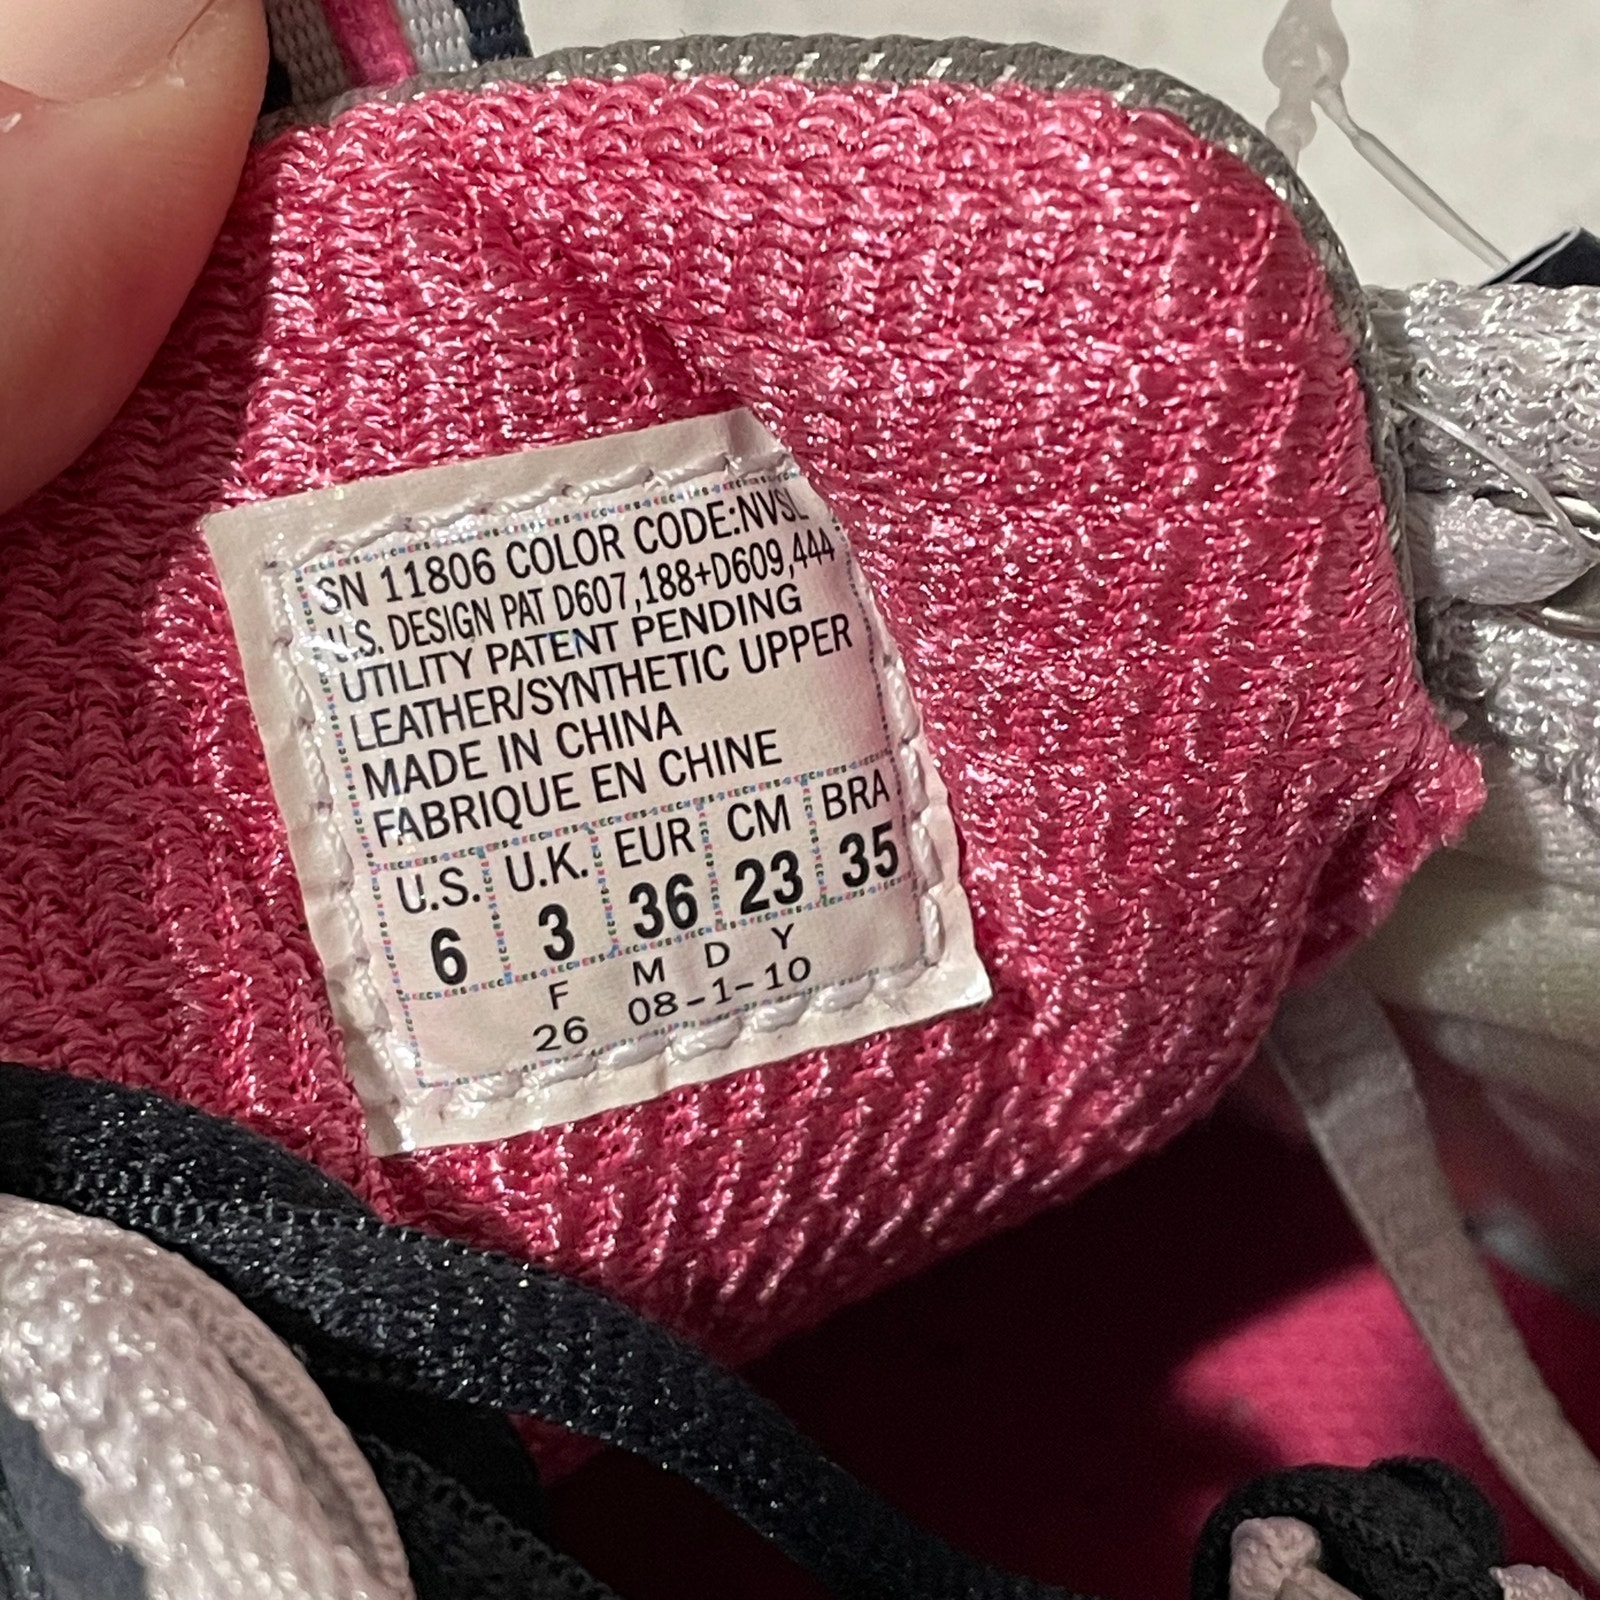 SN 11806 COLOR CODE:NVSL
U.S. DESIGN PAT D607,188+D609,444
UTILITY PATENT PENDING
LEATHER/SYNTHETIC UPPER
MADE IN CHINA
FABRIQUE EN CHINE
U.S. U.K. EUR CM BRA
6 3 36 23 35
F M D Y
26 08-1-10